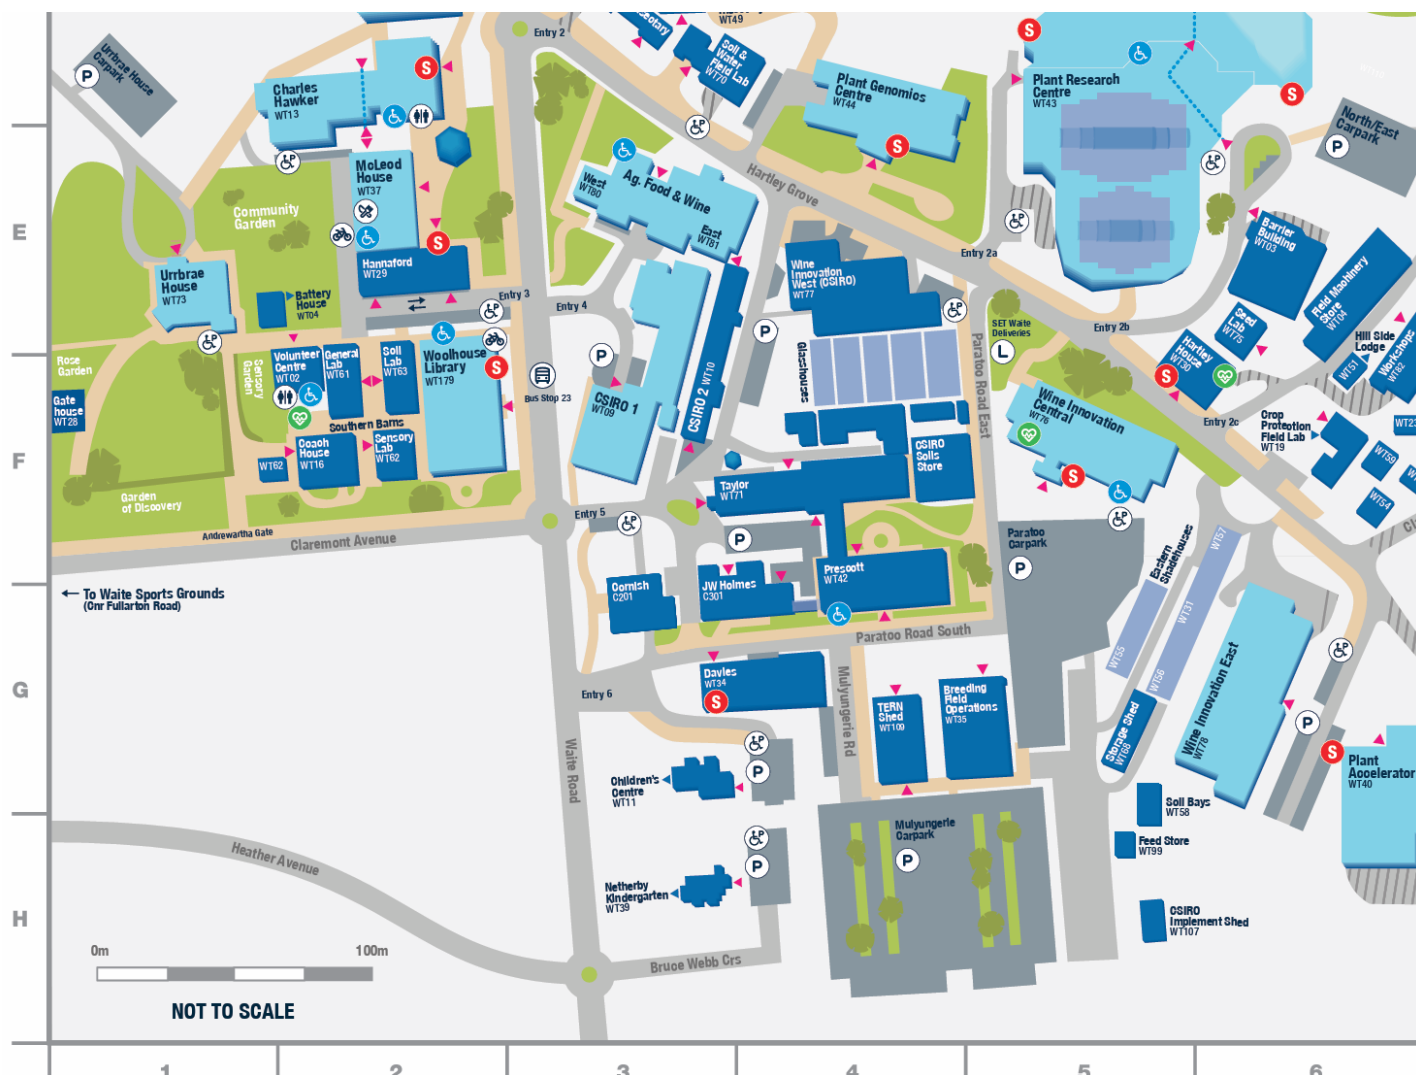 WT49
Entry 2
Urrbae House
Carpark
P
Charles
Hawker
WT13
S
Soil &
Water
Field Lab
WT70
Plant Genomics
Centre
WT44
S
S
Plant Research
Centre
WT43
S
North/East
Carpark
P
P
McLeod
House
WT37
Community
Garden
West
WT80
Ag. Food & Wine
East
WT81
Hartley Grove
P
P
P
E
Entry 2a
Barrier
Building
WT03
Field Machinery
Store
WT04
S
Hannaford
WT29
Urrbrae
House
WT73
Battery
House
WT04
Entry 3
Entry 4
Wine
Innovation
West (CSIRO)
WT77
SET Waite
Deliveries
L
Entry 2b
Seed
Lab
WT75
Hill Side
Lodge
WT51
Workshops
WT82
Hartley
House
WT30
S
Rose
Garden
Gate
house
WT28
Sensory
Garden
Volunteer
Centre
WT02
General
Lab
WT61
Soil
Lab
WT63
Woolhouse
Library
WT179
S
Bus Stop 23
P
P
CSIRO 1
WT09
CSIRO 2 WT10
Glasshouses
Paratoo Road East
Wine Innovation
Central
WT76
S
Entry 2c
Crop
Protection
Field Lab
WT19
WT23
WT59
WT54
F
Southern Barns
Coach
House
WT16
WT62
Sensory
Lab
WT62
CSIRO
Soils
Store
Taylor
WT71
Garden
of Discovery
Andrewartha Gate
Claremont Avenue
Entry 5
P
P
Paratoo
Carpark
P
P
Eastern
Shadehouses
WT57
WT31
WT55
WT56
To Waite Sports Grounds
(Cnr Fullarton Road)
Cornish
C201
JW Holmes
C301
Prescott
WT42
Paratoo Road South
G
Entry 6
Davies
WT34
S
Mulyungerie Rd
TERN
Shed
WT109
Breeding
Field
Operations
WT35
Storage Shed
WT68
Wine Innovation East
WT78
P
P
S
Plant
Accelerator
WT40
Waite Road
Children's
Centre
WT11
P
P
Soil Bays
WT58
Feed Store
WT99
Mulyungerie
Carpark
P
Heather Avenue
Netherby
Kindergarten
WT39
P
P
H
CSIRO
Implement Shed
WT107
Bruce Webb Crs
0m
100m
NOT TO SCALE
1
2
3
4
5
6